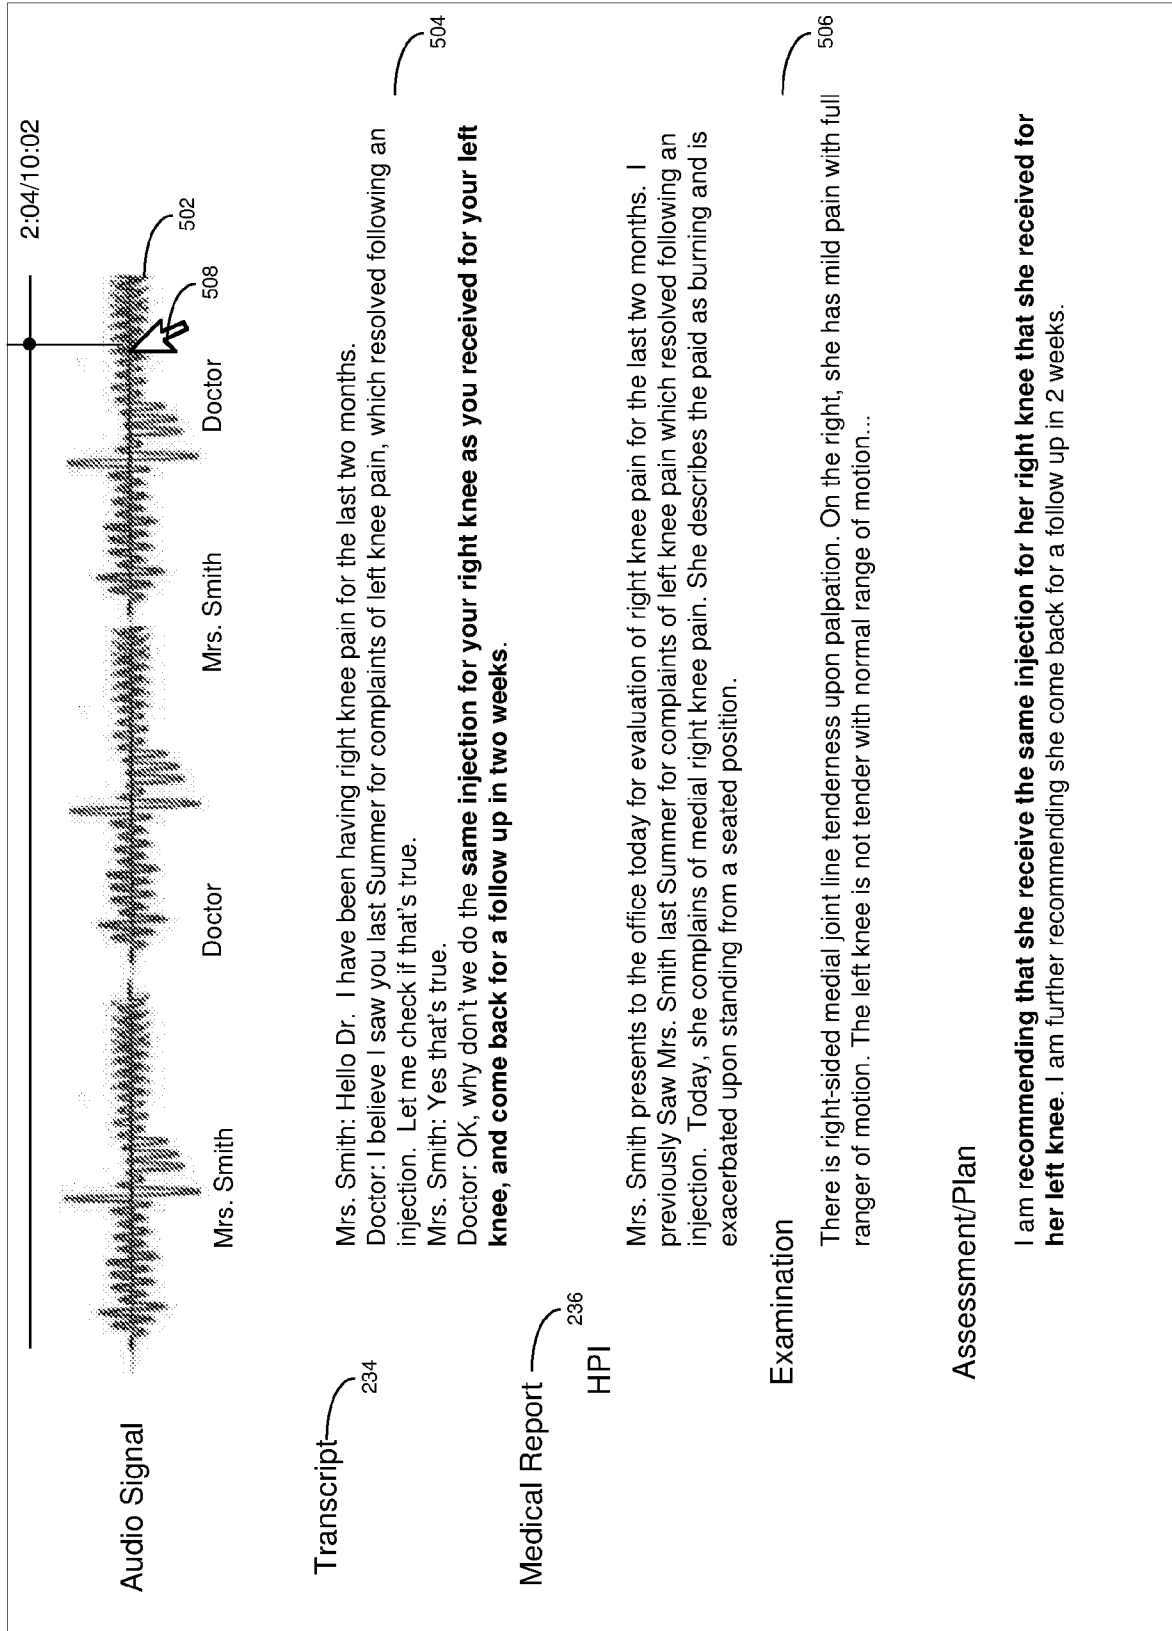 2:04/10:02
Audio Signal
502
508
Mrs. Smith
Doctor
Mrs. Smith
Doctor
Transcript
234
504
Mrs. Smith: Hello Dr.  I have been having right knee pain for the last two months.
Doctor: I believe I saw you last Summer for complaints of left knee pain, which resolved following an
injection.  Let me check if that's true.
Mrs. Smith: Yes that's true.
Doctor: OK, why don't we do the same injection for your right knee as you received for your left
knee, and come back for a follow up in two weeks.
Medical Report
236
HPI
Mrs. Smith presents to the office today for evaluation of right knee pain for the last two months.  I
previously Saw Mrs. Smith last Summer for complaints of left knee pain which resolved following an
injection.  Today, she complains of medial right knee pain. She describes the paid as burning and is
exacerbated upon standing from a seated position.
Examination
506
There is right-sided medial joint line tenderness upon palpation. On the right, she has mild pain with full
ranger of motion. The left knee is not tender with normal range of motion...
Assessment/Plan
I am recommending that she receive the same injection for her right knee that she received for
her left knee. I am further recommending she come back for a follow up in 2 weeks.